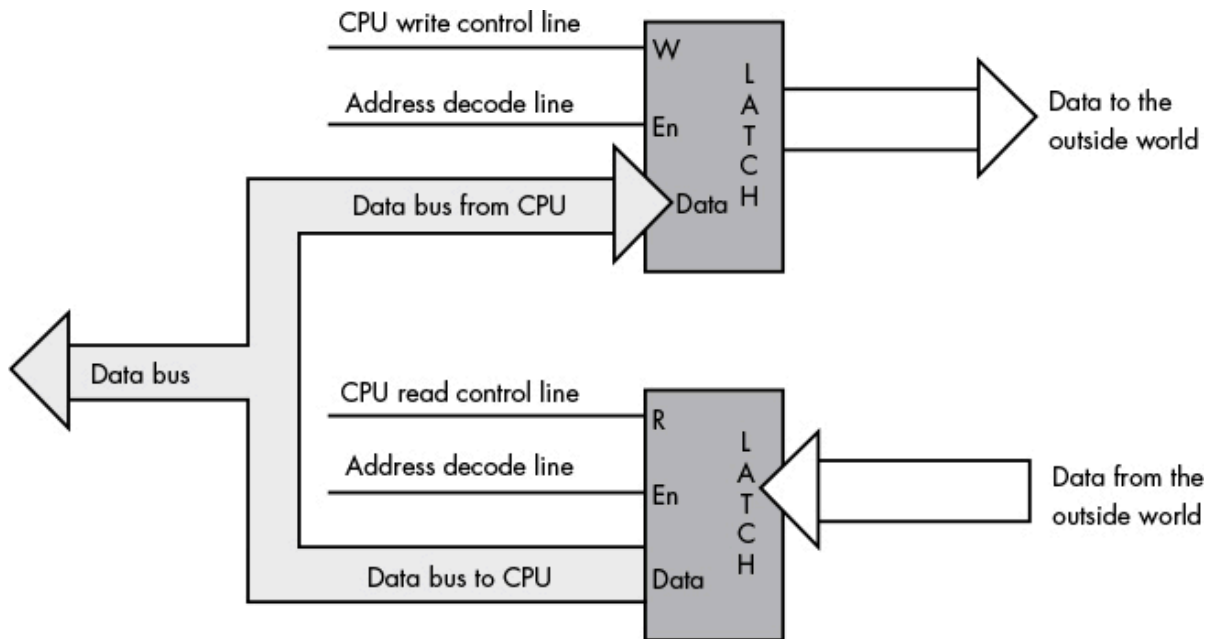 CPU write control line
W
Address decode line
En
Data bus from CPU
Data
LATCH
Data to the
outside world
Data bus
CPU read control line
R
Address decode line
En
Data bus to CPU
Data
LATCH
Data from the
outside world